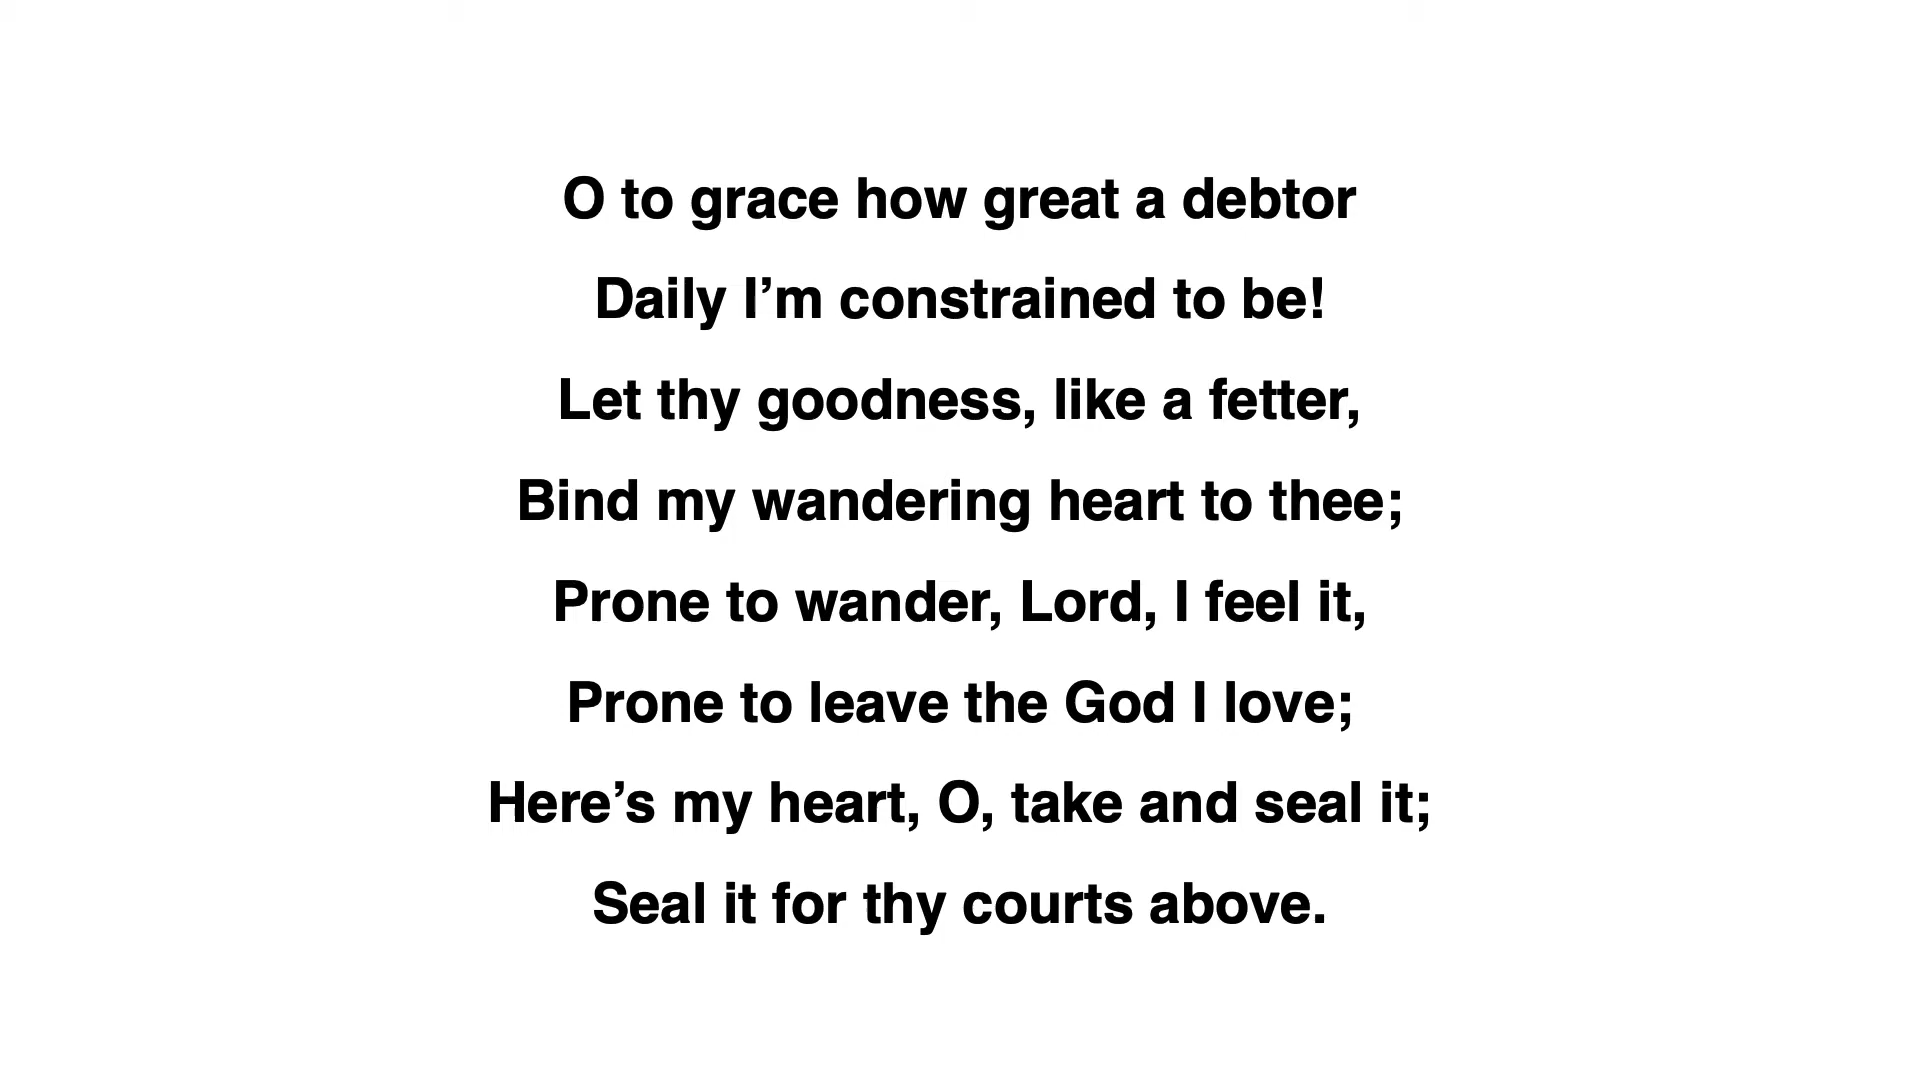 O to grace how great a debtor
Daily I’m constrained to be!
Let thy goodness, like a fetter,
Bind my wandering heart to thee;
Prone to wander, Lord, I feel it,
Prone to leave the God I love;
Here’s my heart, O, take and seal it;
Seal it for thy courts above.